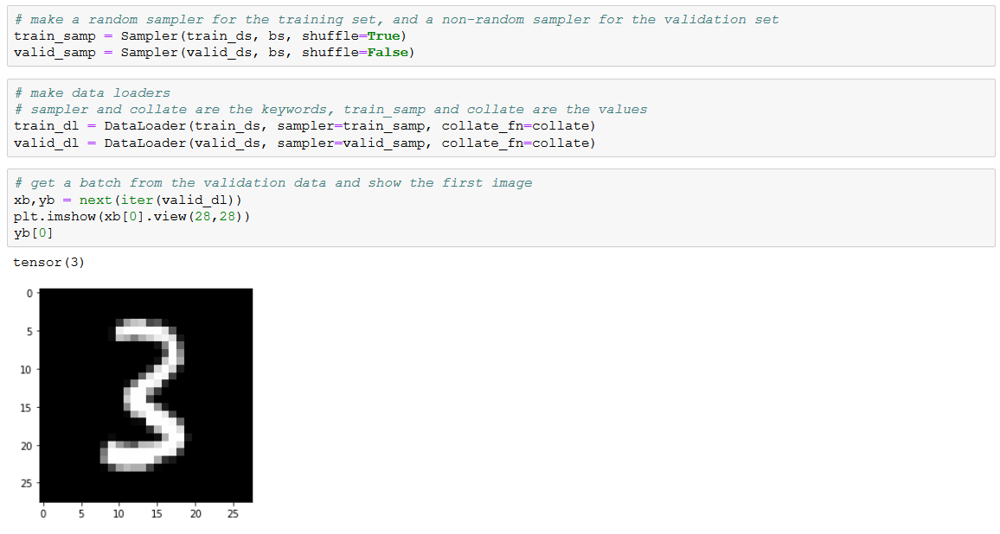 # make a random sampler for the training set, and a non-random sampler for the validation set
train_samp = Sampler(train_ds, bs, shuffle=True)
valid_samp = Sampler(valid_ds, bs, shuffle=False)
# make data loaders
# sampler and collate are the keywords, train_samp and collate are the values
train_dl = DataLoader(train_ds, sampler=train_samp, collate_fn=collate)
valid_dl = DataLoader(valid_ds, sampler=valid_samp, collate_fn=collate)
# get a batch from the validation data and show the first image
xb,yb = next(iter(valid_dl))
plt.imshow(xb[0].view(28,28))
yb[0]
tensor(3)
0
5
10
15
20
25
3
0 5 10 15 20 25